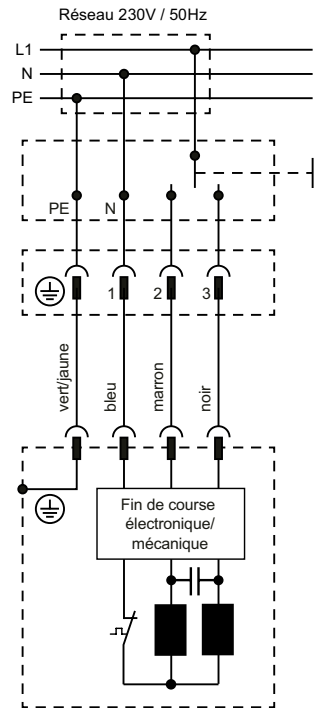 Réseau 230V / 50Hz
L1
N
PE
PE N
1 2 3
vert/jaune
bleu
marron
noir
Fin de course
électronique/
mécanique